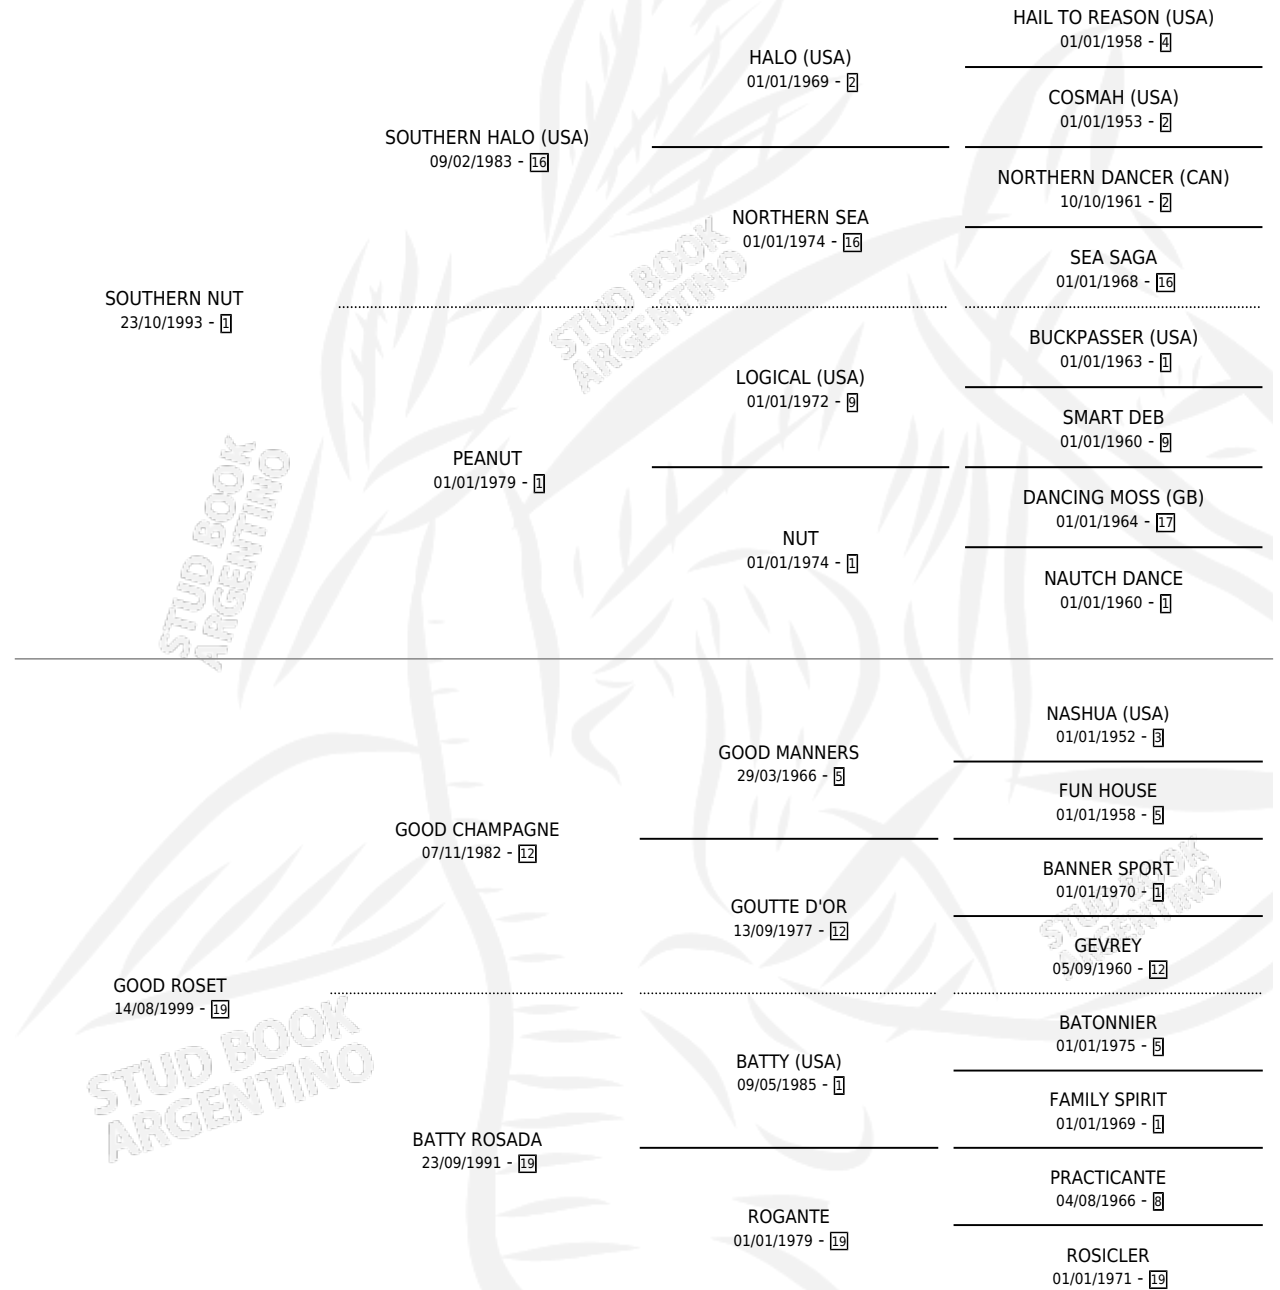 HAIL TO REASON (USA)
01/01/1958 - 4
HALO (USA)
01/01/1969 - 2
COSMAH (USA)
01/01/1953 - 2
SOUTHERN HALO (USA)
09/02/1983 - 16
NORTHERN DANCER (CAN)
10/10/1961 - 2
NORTHERN SEA
01/01/1974 - 16
SEA SAGA
01/01/1968 - 16
SOUTHERN NUT
23/10/1993 - 1
STUD BOOK
ARGENTINO
BUCKPASSER (USA)
01/01/1963 - 1
LOGICAL (USA)
01/01/1972 - 9
SMART DEB
01/01/1960 - 9
PEANUT
01/01/1979 - 1
DANCING MOSS (GB)
01/01/1964 - 17
NUT
01/01/1974 - 1
NAUTCH DANCE
01/01/1960 - 1
STUD BOOK
ARGENTINO
NASHUA (USA)
01/01/1952 - 3
GOOD MANNERS
29/03/1966 - 5
FUN HOUSE
01/01/1958 - 5
GOOD CHAMPAGNE
07/11/1982 - 12
BANNER SPORT
01/01/1970 - 1
GOUTTE D'OR
13/09/1977 - 12
STUD BOOK
ARGENTINO
GEVREY
05/09/1960 - 12
GOOD ROSET
14/08/1999 - 19
STUD BOOK
ARGENTINO
BATONNIER
01/01/1975 - 5
BATTY (USA)
09/05/1985 - 1
FAMILY SPIRIT
01/01/1969 - 1
BATTY ROSADA
23/09/1991 - 19
PRACTICANTE
04/08/1966 - 8
ROGANTE
01/01/1979 - 19
ROSICLER
01/01/1971 - 19